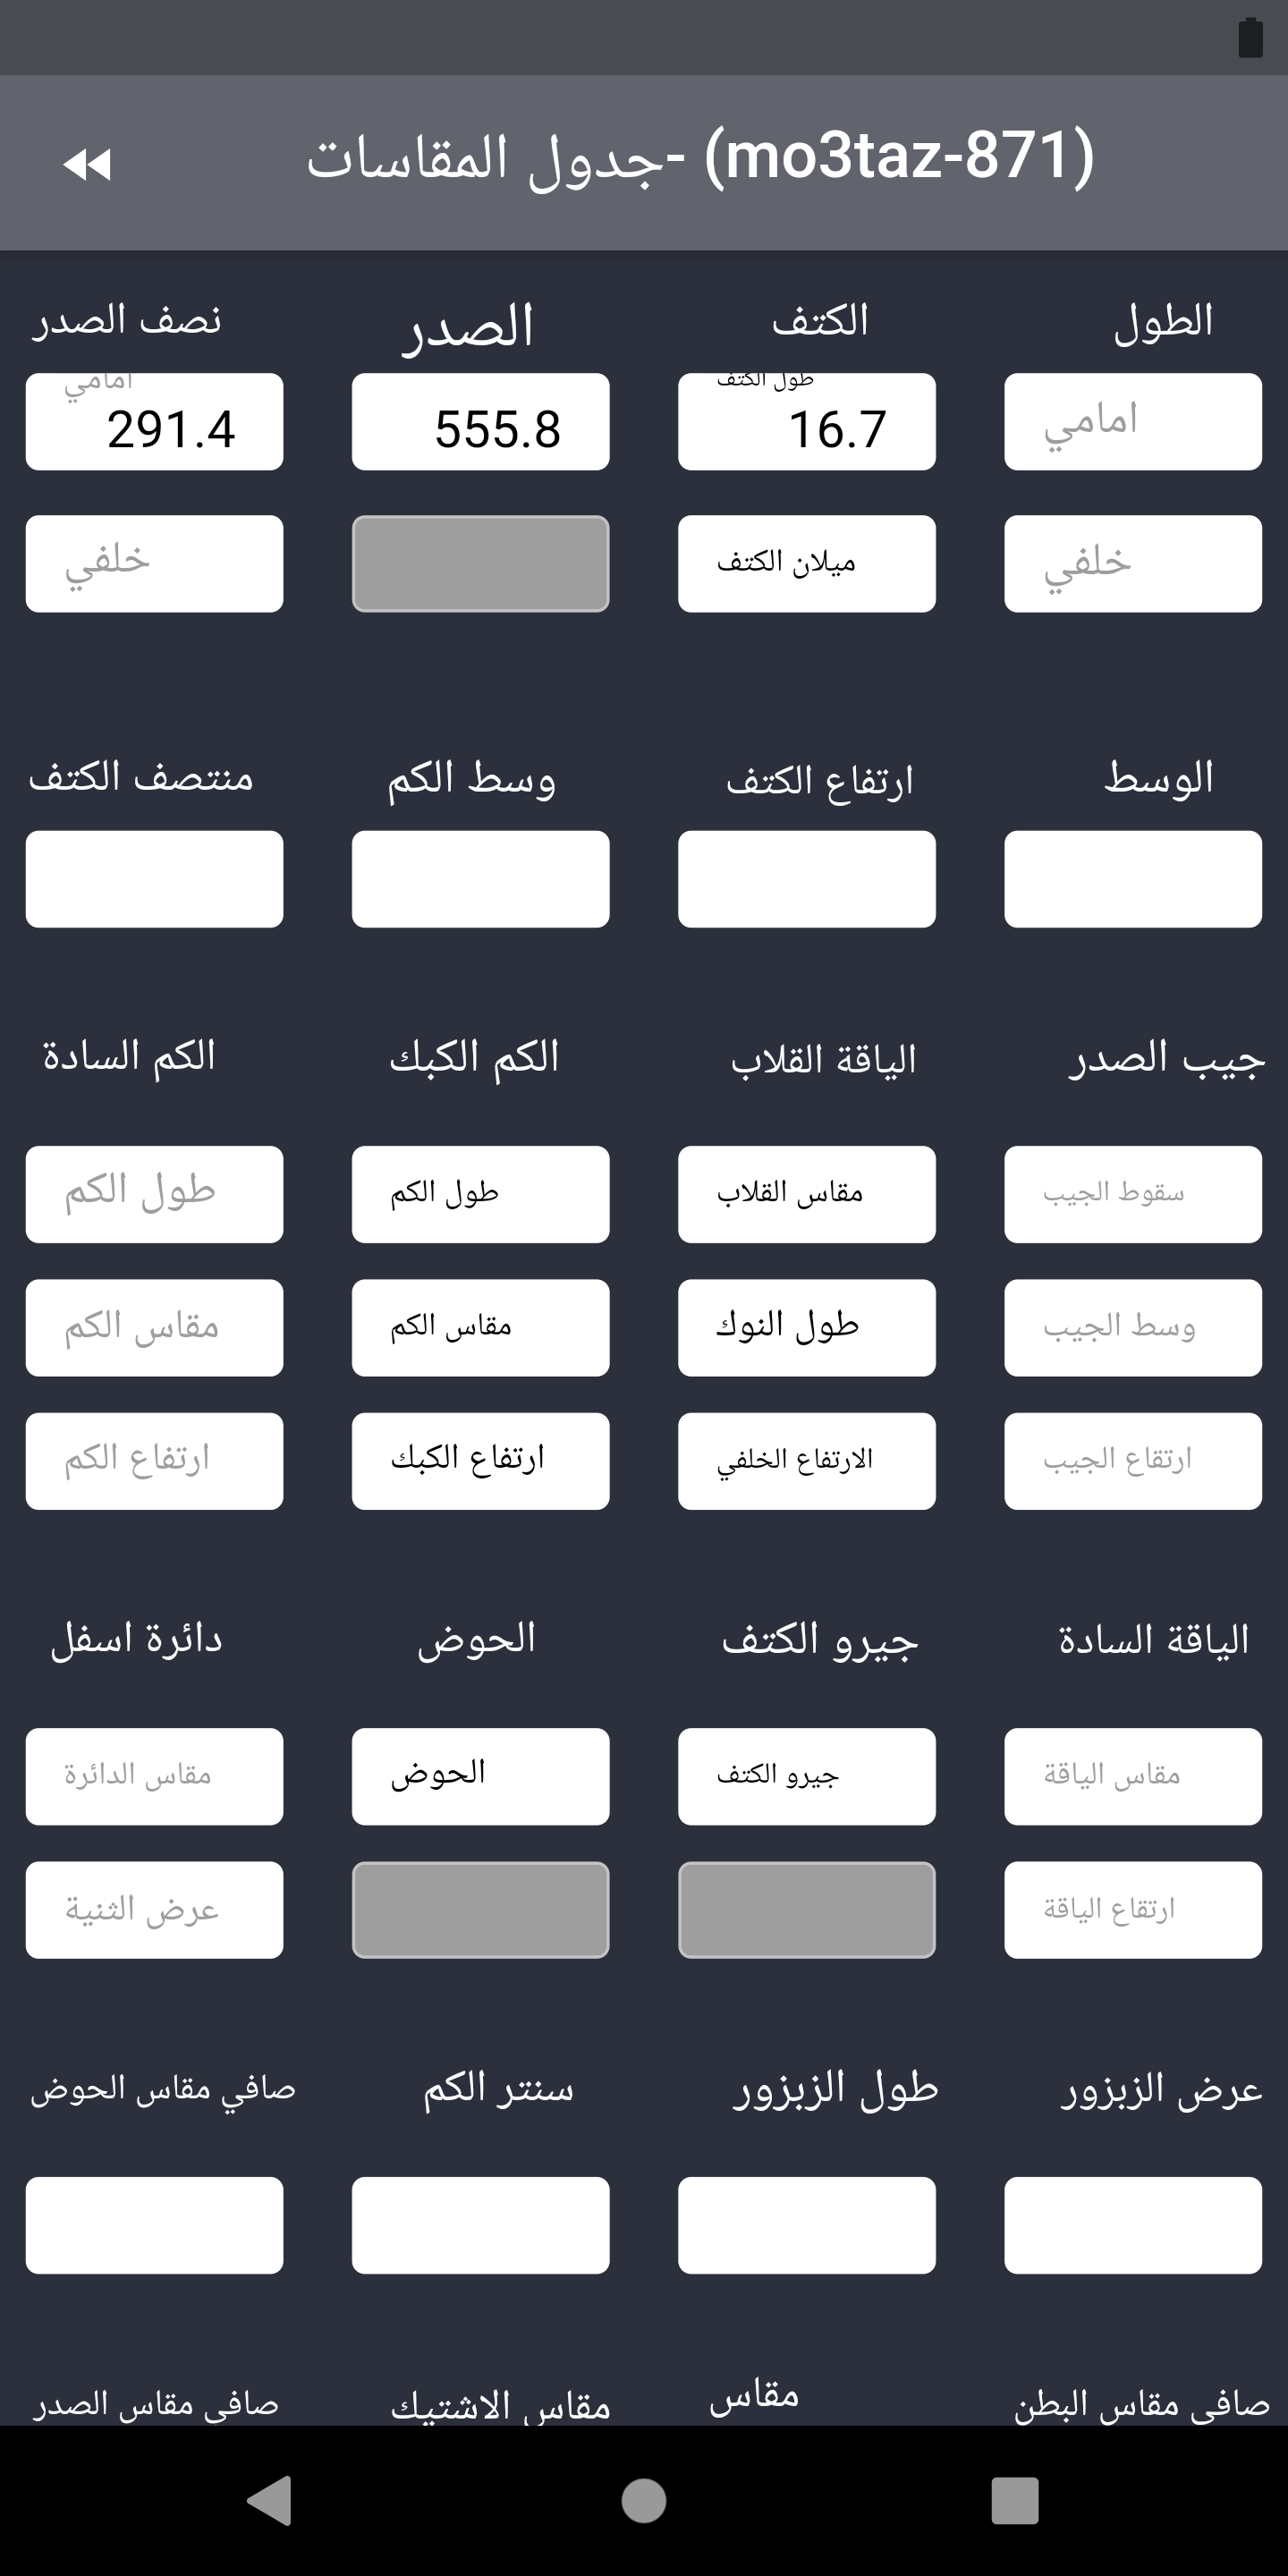 (mo3taz-871) -جدول المقاسات
الطول
الكتف
الصدر
نصف الصدر
امامي
طول الكتف
16.7
555.8
امامي
291.4
خلفي
ميلان الكتف
خلفي
الوسط
ارتفاع الكتف
وسط الكم
منتصف الكتف
جيب الصدر
الياقة القلاب
الكم الكبك
الكم السادة
سقوط الجيب
مقاس القلاب
طول الكم
طول الكم
وسط الجيب
طول النوك
مقاس الكم
مقاس الكم
ارتقاع الجيب
الارتفاع الخلفي
ارتفاع الكبك
ارتفاع الكم
الياقة السادة
جيرو الكتف
الحوض
دائرة اسفل
مقاس الياقة
جيرو الكتف
الحوض
مقاس الدائرة
ارتقاع الياقة
عرض الثنية
عرض الزبزور
طول الزبزور
سنتر الكم
صافي مقاس الحوض
صافي مقاس البطن
مقاس
مقاس الاشتيك
صافي مقاس الصدر